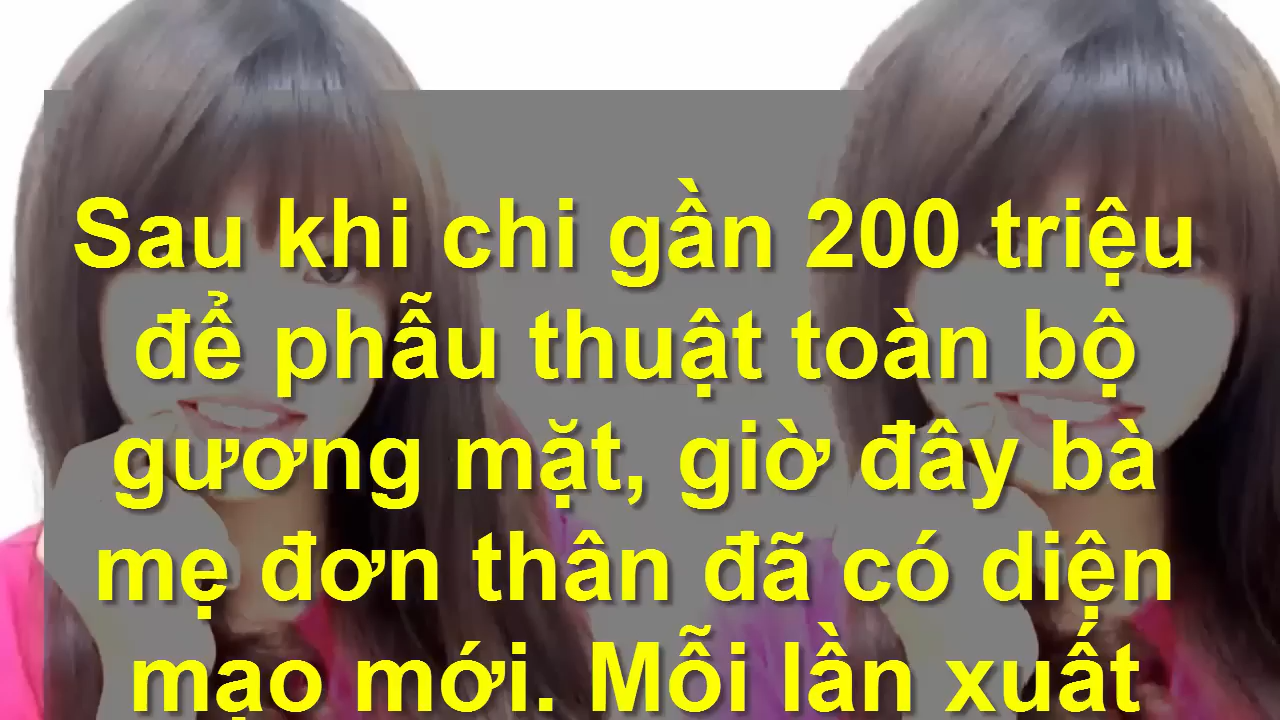 Sau khi chi gần 200 triệu
để phẫu thuật toàn bộ
gương mặt, giờ đây bà
mẹ đơn thân đã có diện
mạo mới. Mỗi lần xuất